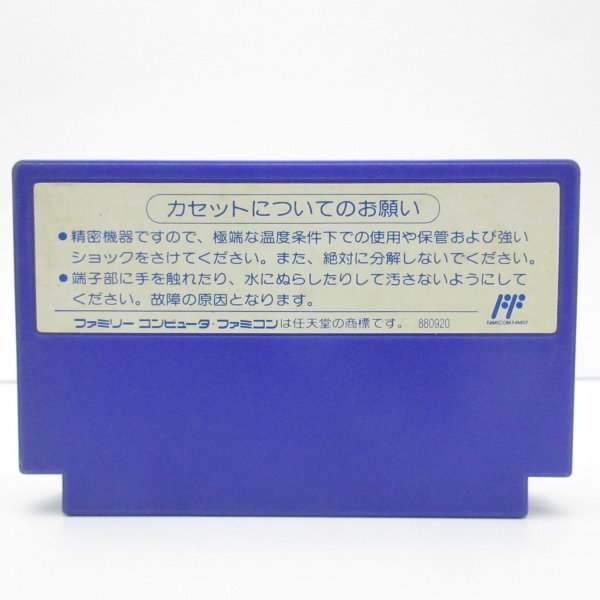 カセットについてのお願い
●精密機器ですので、極端な温度条件下での使用や保管および強い
ショックをさけてください。また、絶対に分解しないでください。
●端子部に手を触れたり、水にぬらしたりして汚さないようにして
ください。故障の原因となります。
FF
FAMICOM FAMILY
ファミリー コンピュータ・ファミコンは任天堂の商標です。 880920